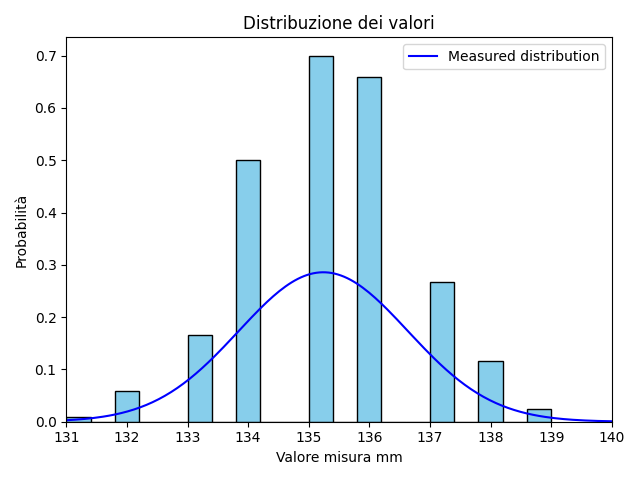 Distribuzione dei valori
Measured distribution
0.7
0.6
0.5
0.4
0.3
0.2
0.1
0.0
Probabilità
131 132 133 134 135 136 137 138 139 140
Valore misura mm